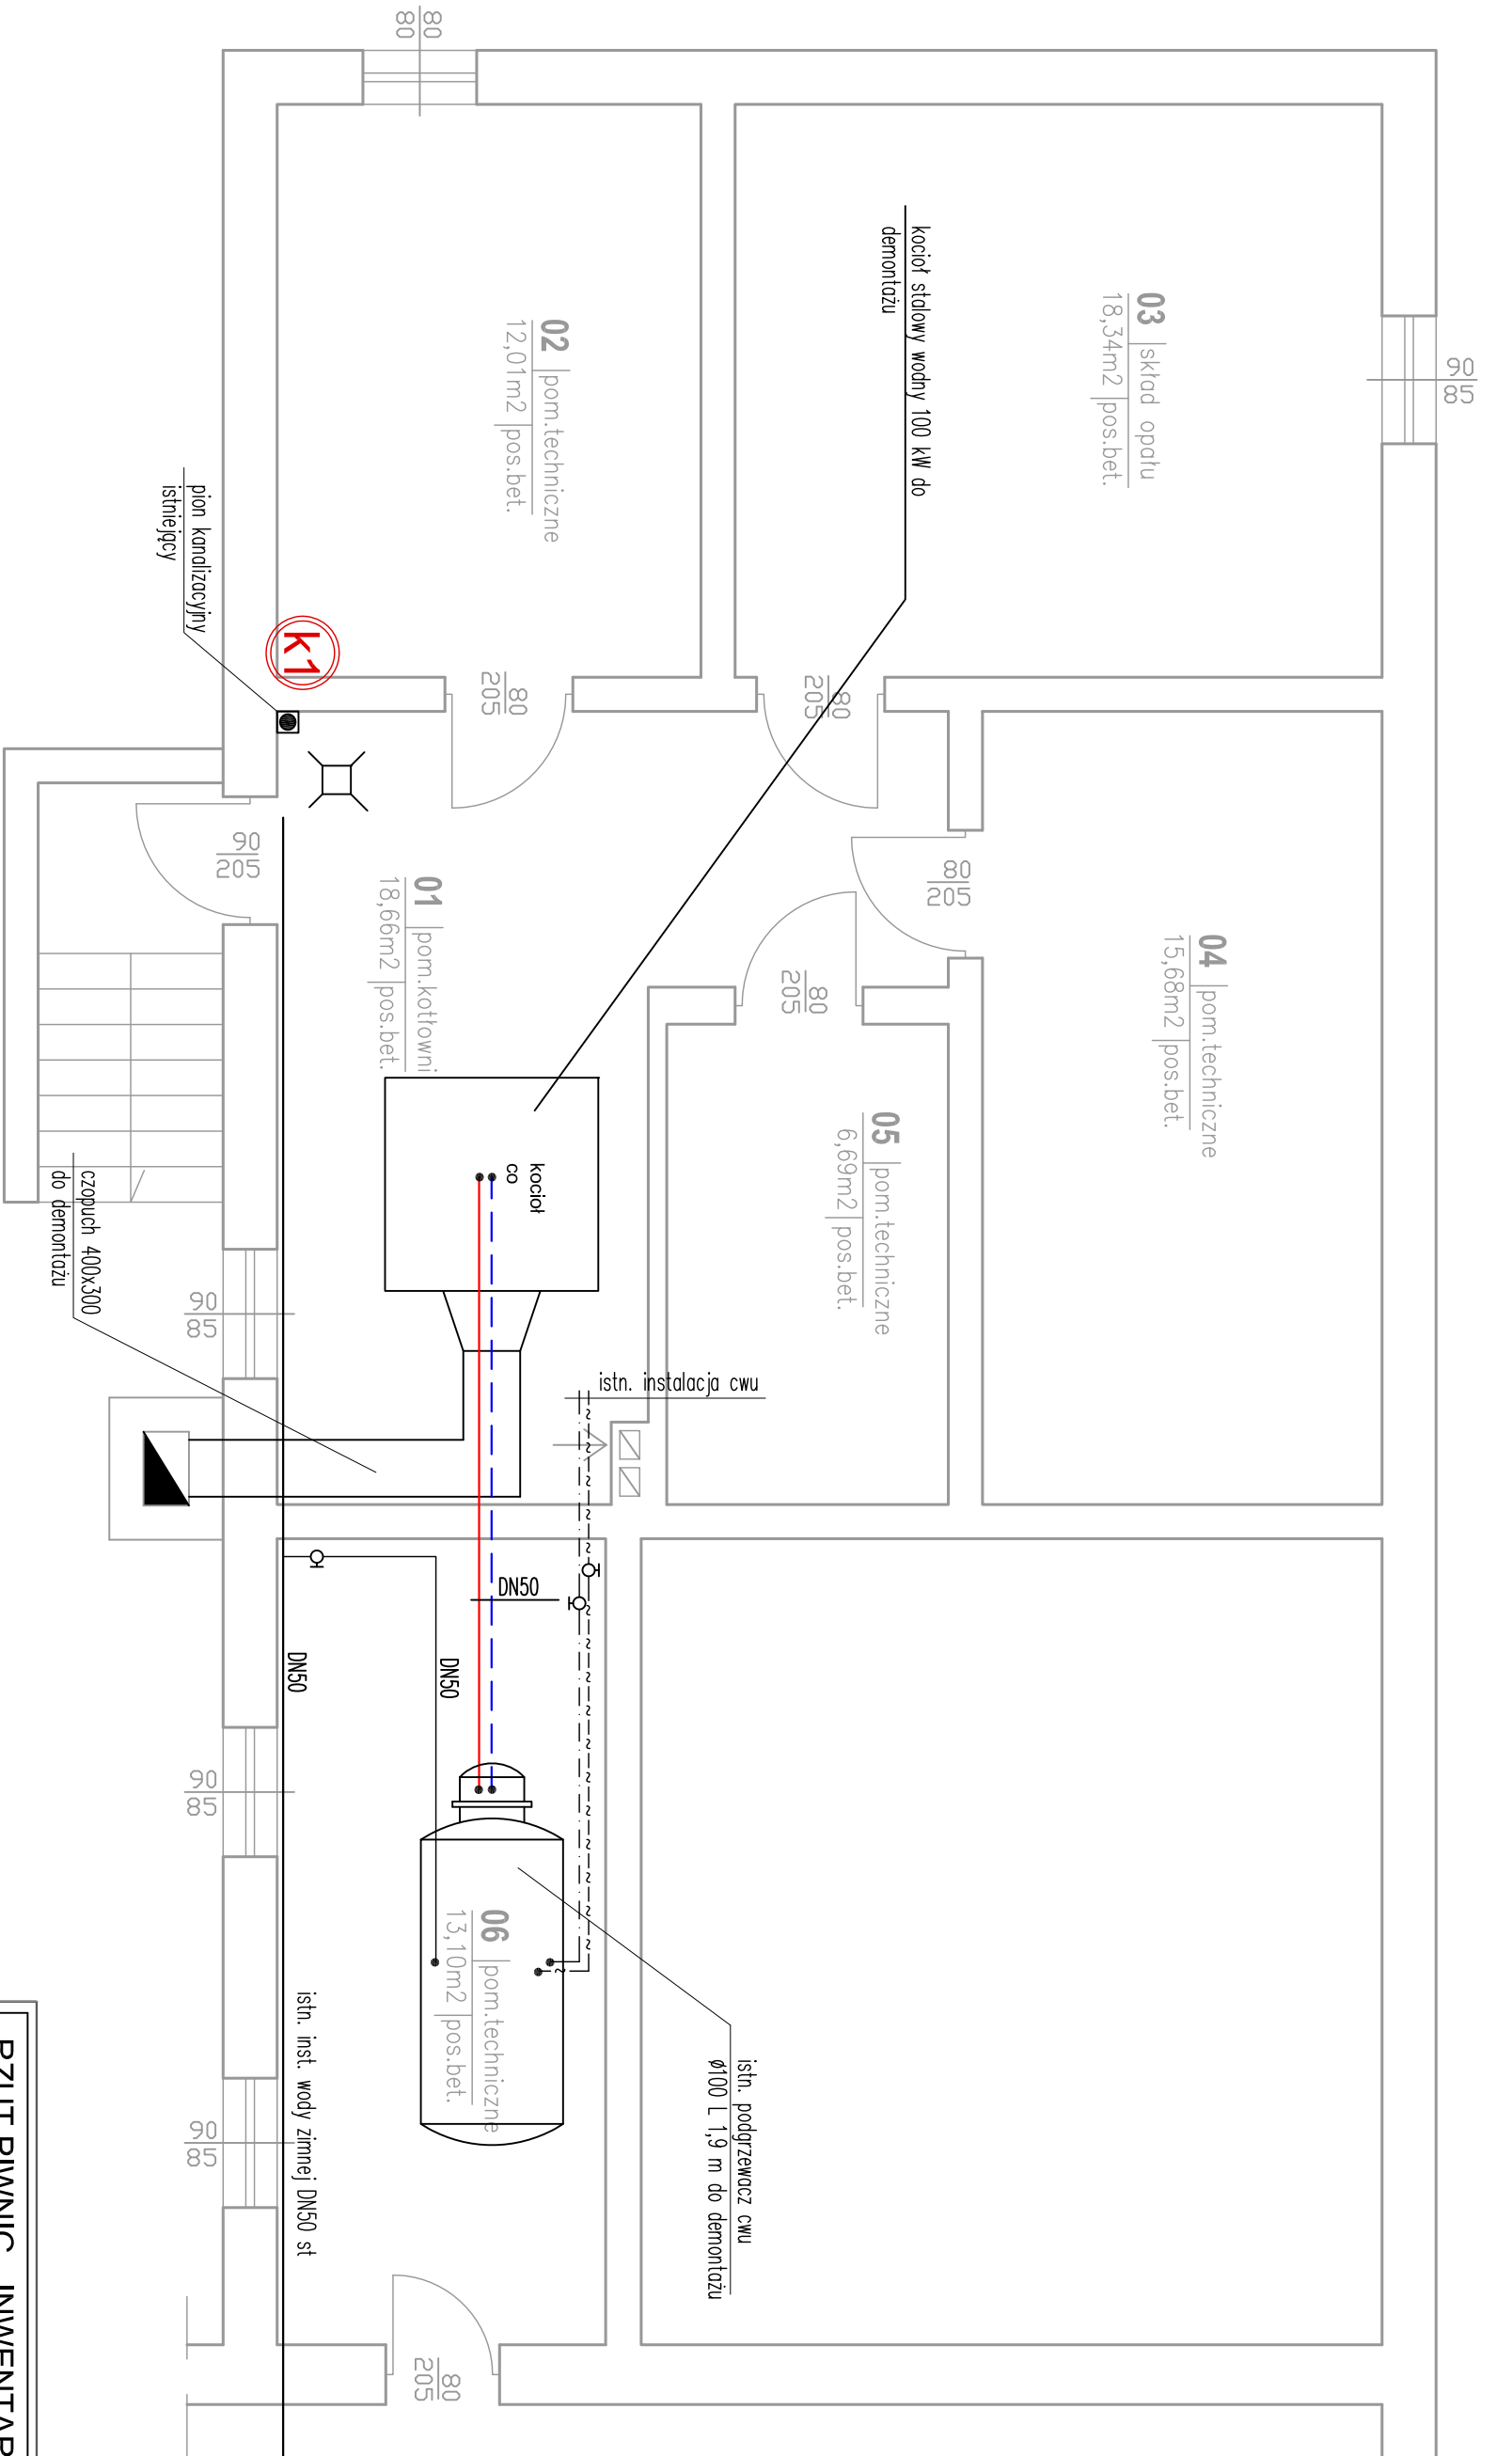 80
80
90
85
03 skład opału
18,34m2 pos.bet.
kocioł stalowy wodny 100 kW do
demontażu
02 pom.techniczne
12,01m2 pos.bet.
pion kanalizacyjny
istniejący
k1
80
205
80
205
90
205
80
205
80
205
04 pom.techniczne
15,68m2 pos.bet.
01 pom.kotłowni
18,66m2 pos.bet.
05 pom.techniczne
6,69m2 pos.bet.
kocioł
co
czopuch 400x300
do demontażu
90
85
istn. instalacja cwu
DN50
DN50
DN50
90
85
06 pom.techniczne
13,10m2 pos.bet.
istn. podgrzewacz cwu
ø100 L 1,9 m do demontażu
istn. inst. wody zimnej DN50 st
90
85
80
205
RZUT PIWNIC